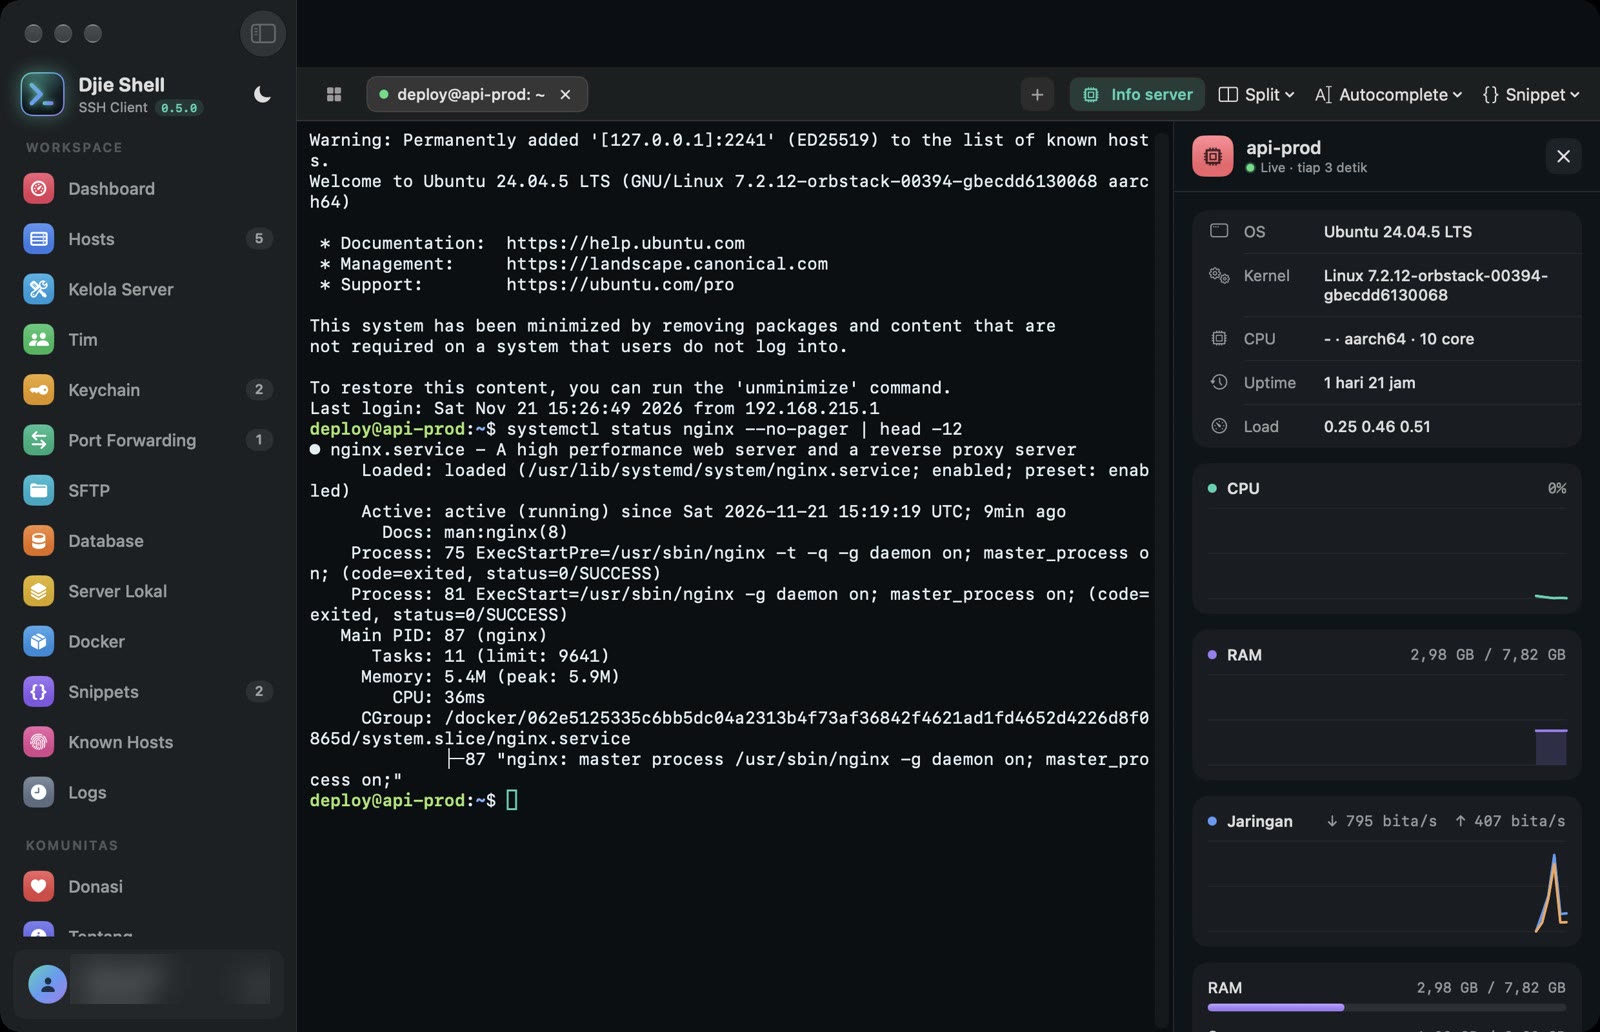 Djie Shell
SSH Client 0.5.0
WORKSPACE
Dashboard
Hosts 5
Kelola Server
Tim
Keychain 2
Port Forwarding 1
SFTP
Database
Server Lokal
Docker
Snippets 2
Known Hosts
Logs
KOMUNITAS
Donasi
Tentang
deploy@api-prod: ~
Info server
Split
Autocomplete
{} Snippet
Warning: Permanently added '[127.0.0.1]:2241' (ED25519) to the list of known host
s.
Welcome to Ubuntu 24.04.5 LTS (GNU/Linux 7.2.12-orbstack-00394-gbecdd6130068 aarc
h64)
* Documentation: https://help.ubuntu.com
* Management: https://landscape.canonical.com
* Support: https://ubuntu.com/pro
This system has been minimized by removing packages and content that are
not required on a system that users do not log into.
To restore this content, you can run the 'unminimize' command.
Last login: Sat Nov 21 15:26:49 2026 from 192.168.215.1
deploy@api-prod:~$ systemctl status nginx --no-pager | head -12
● nginx.service - A high performance web server and a reverse proxy server
Loaded: loaded (/usr/lib/systemd/system/nginx.service; enabled; preset: enab
led)
Active: active (running) since Sat 2026-11-21 15:19:19 UTC; 9min ago
Docs: man:nginx(8)
Process: 75 ExecStartPre=/usr/sbin/nginx -t -q -g daemon on; master_process o
n; (code=exited, status=0/SUCCESS)
Process: 81 ExecStart=/usr/sbin/nginx -g daemon on; master_process on; (code=
exited, status=0/SUCCESS)
Main PID: 87 (nginx)
Tasks: 11 (limit: 9641)
Memory: 5.4M (peak: 5.9M)
CPU: 36ms
CGroup: /docker/062e5125335c6bb5dc04a2313b4f73af36842f4621ad1fd4652d4226d8f0
865d/system.slice/nginx.service
├─87 "nginx: master process /usr/sbin/nginx -g daemon on; master_pro
cess on;"
deploy@api-prod:~$
api-prod
Live · tiap 3 detik
OS Ubuntu 24.04.5 LTS
Kernel Linux 7.2.12-orbstack-00394-
gbecdd6130068
CPU - · aarch64 · 10 core
Uptime 1 hari 21 jam
Load 0.25 0.46 0.51
CPU 0%
RAM 2,98 GB / 7,82 GB
Jaringan ↓ 795 bita/s ↑ 407 bita/s
RAM 2,98 GB / 7,82 GB